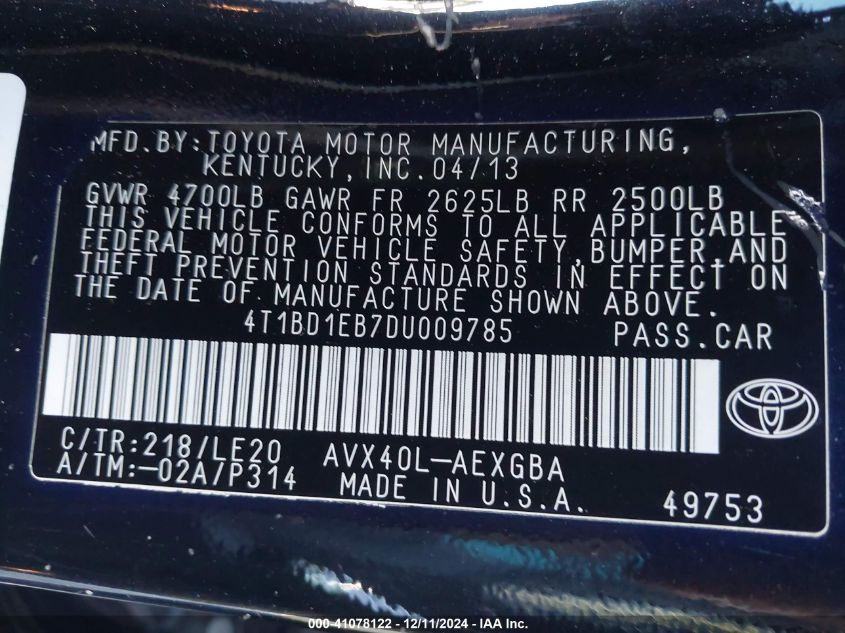 MFD.BY:TOYOTA MOTOR MANUFACTURING,
KENTUCKY,INC.04/13
GVWR 4700LB GAWR FR 2625LB RR 2500LB
THIS VEHICLE CONFORMS TO ALL APPLICABLE
FEDERAL MOTOR VEHICLE SAFETY,BUMPER,AND
THEFT PREVENTION STANDARDS IN EFFECT ON
THE DATE OF MANUFACTURE SHOWN ABOVE.
4T1BD1EB7DU009785 PASS.CAR
C/TR:218/LE20 AVX40L-AEXGBA
A/TM:-02A/P314 MADE IN U.S.A. 49753
000-41078122 - 12/11/2024 - © IAA Inc.